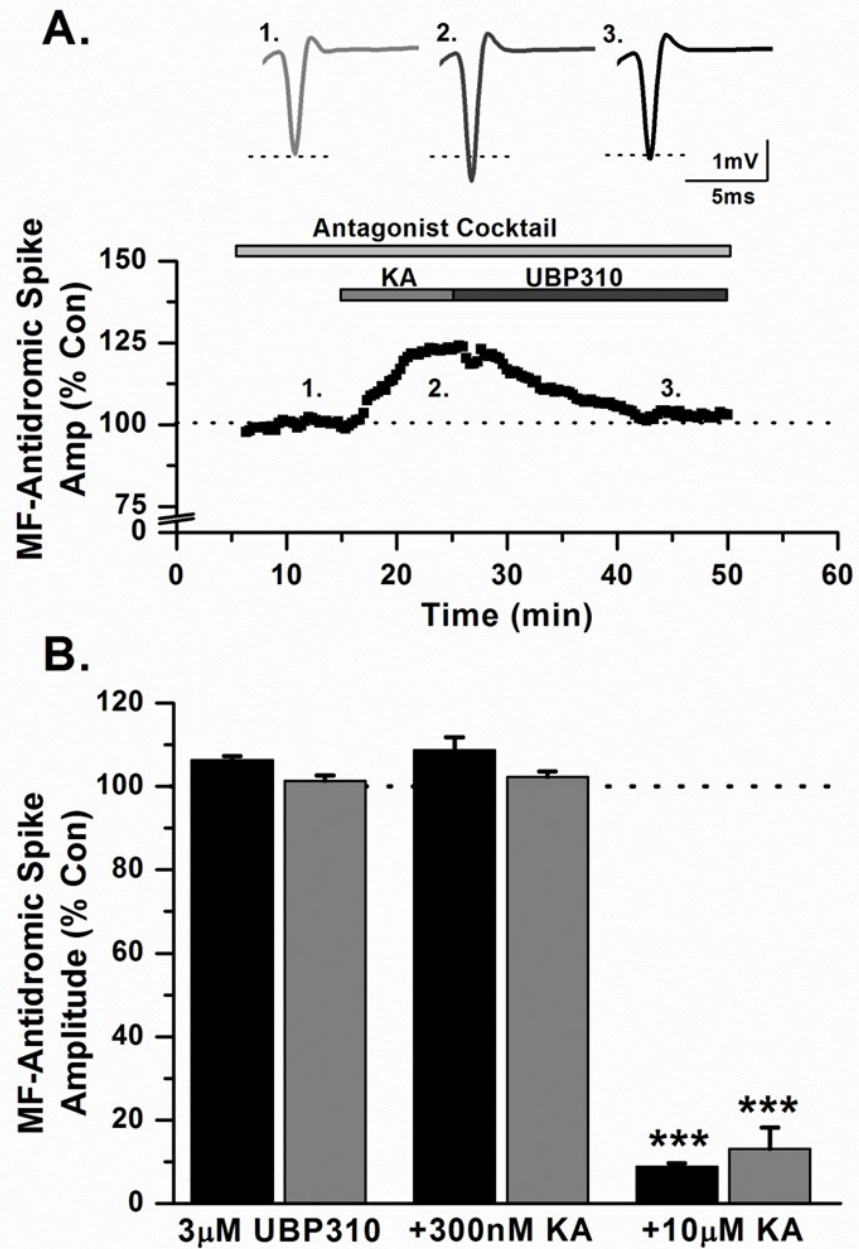 A.
1.
2.
3.
1mV
5ms
Antagonist Cocktail
KA
UBP310
MF-Antidromic Spike
Amp (% Con)
150
125
100
75
0
1.
2.
3.
0 10 20 30 40 50 60
Time (min)
B.
MF-Antidromic Spike
Amplitude (% Con)
120
100
80
60
40
20
0
***
***
3μM UBP310 +300nM KA +10μM KA